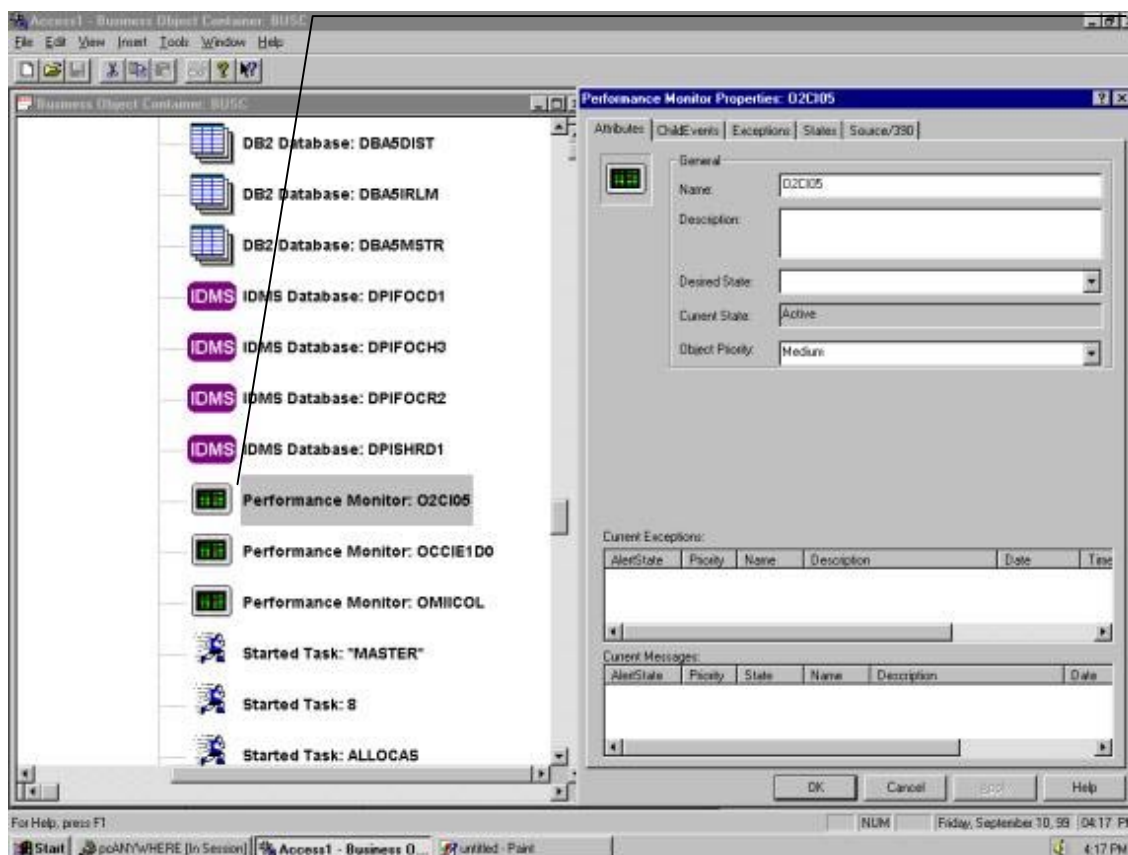 Access1 - Business Object Container: BUSC
File Edit View Insert Tools Window Help
Business Object Container: BUSC
DB2 Database: DBA5DIST
DB2 Database: DBA5IRLM
DB2 Database: DBA5MSTR
IDMS IDMS Database: DPIFOCD1
IDMS IDMS Database: DPIFOCH3
IDMS IDMS Database: DPIFOCR2
IDMS IDMS Database: DPISHRD1
Performance Monitor: O2CI05
Performance Monitor: OCCIE1D0
Performance Monitor: OMIICOL
Started Task: "MASTER"
Started Task: 8
Started Task: ALLOCAS
Performance Monitor Properties: O2CI05
Attributes ChildEvents Exceptions States Source/390
General
Name: O2CI05
Description:
Desired State:
Current State: Active
Object Priority: Medium
Current Exceptions:
AlertState Priority Name Description Date Time
Current Messages:
AlertState Priority State Name Description Date
OK Cancel Apply Help
For Help, press F1
NUM Friday, September 10, 99 04:17 PM
Start pcANYWHERE [In Session] Access1 - Business O... untitled - Paint 4:17 PM